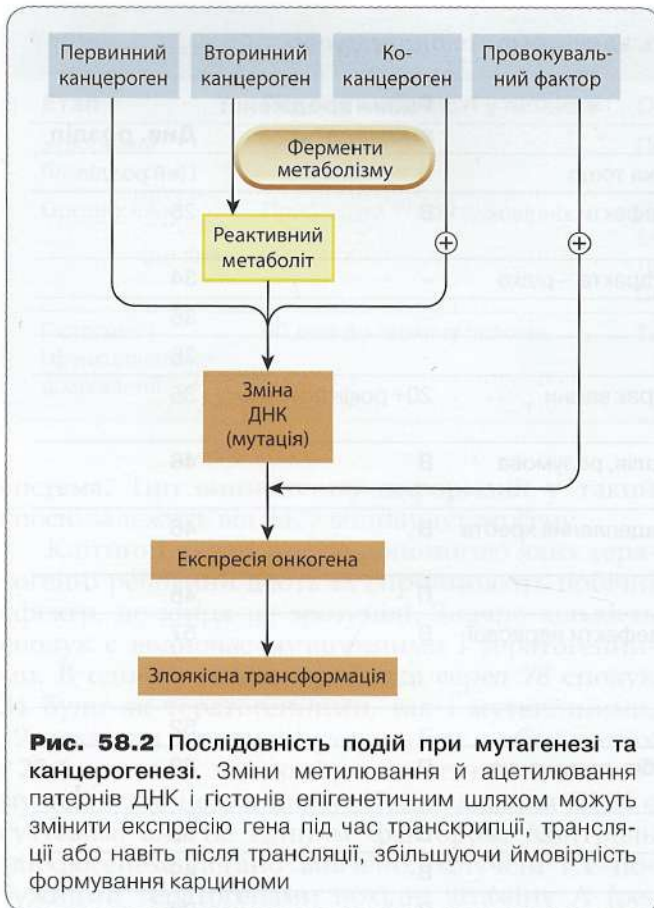 Первинний
канцероген
Вторинний
канцероген
Ко-
канцероген
Провокуваль-
ний фактор
Ферменти
метаболізму
Реактивний
метаболіт
+
+
Зміна
ДНК
(мутація)
Експресія онкогена
Злоякісна трансформація
Рис. 58.2 Послідовність подій при мутагенезі та
канцерогенезі. Зміни метилювання й ацетилювання
патернів ДНК і гістонів епігенетичним шляхом можуть
змінити експресію гена під час транскрипції, трансля-
ції або навіть після трансляції, збільшуючи ймовірність
формування карциноми